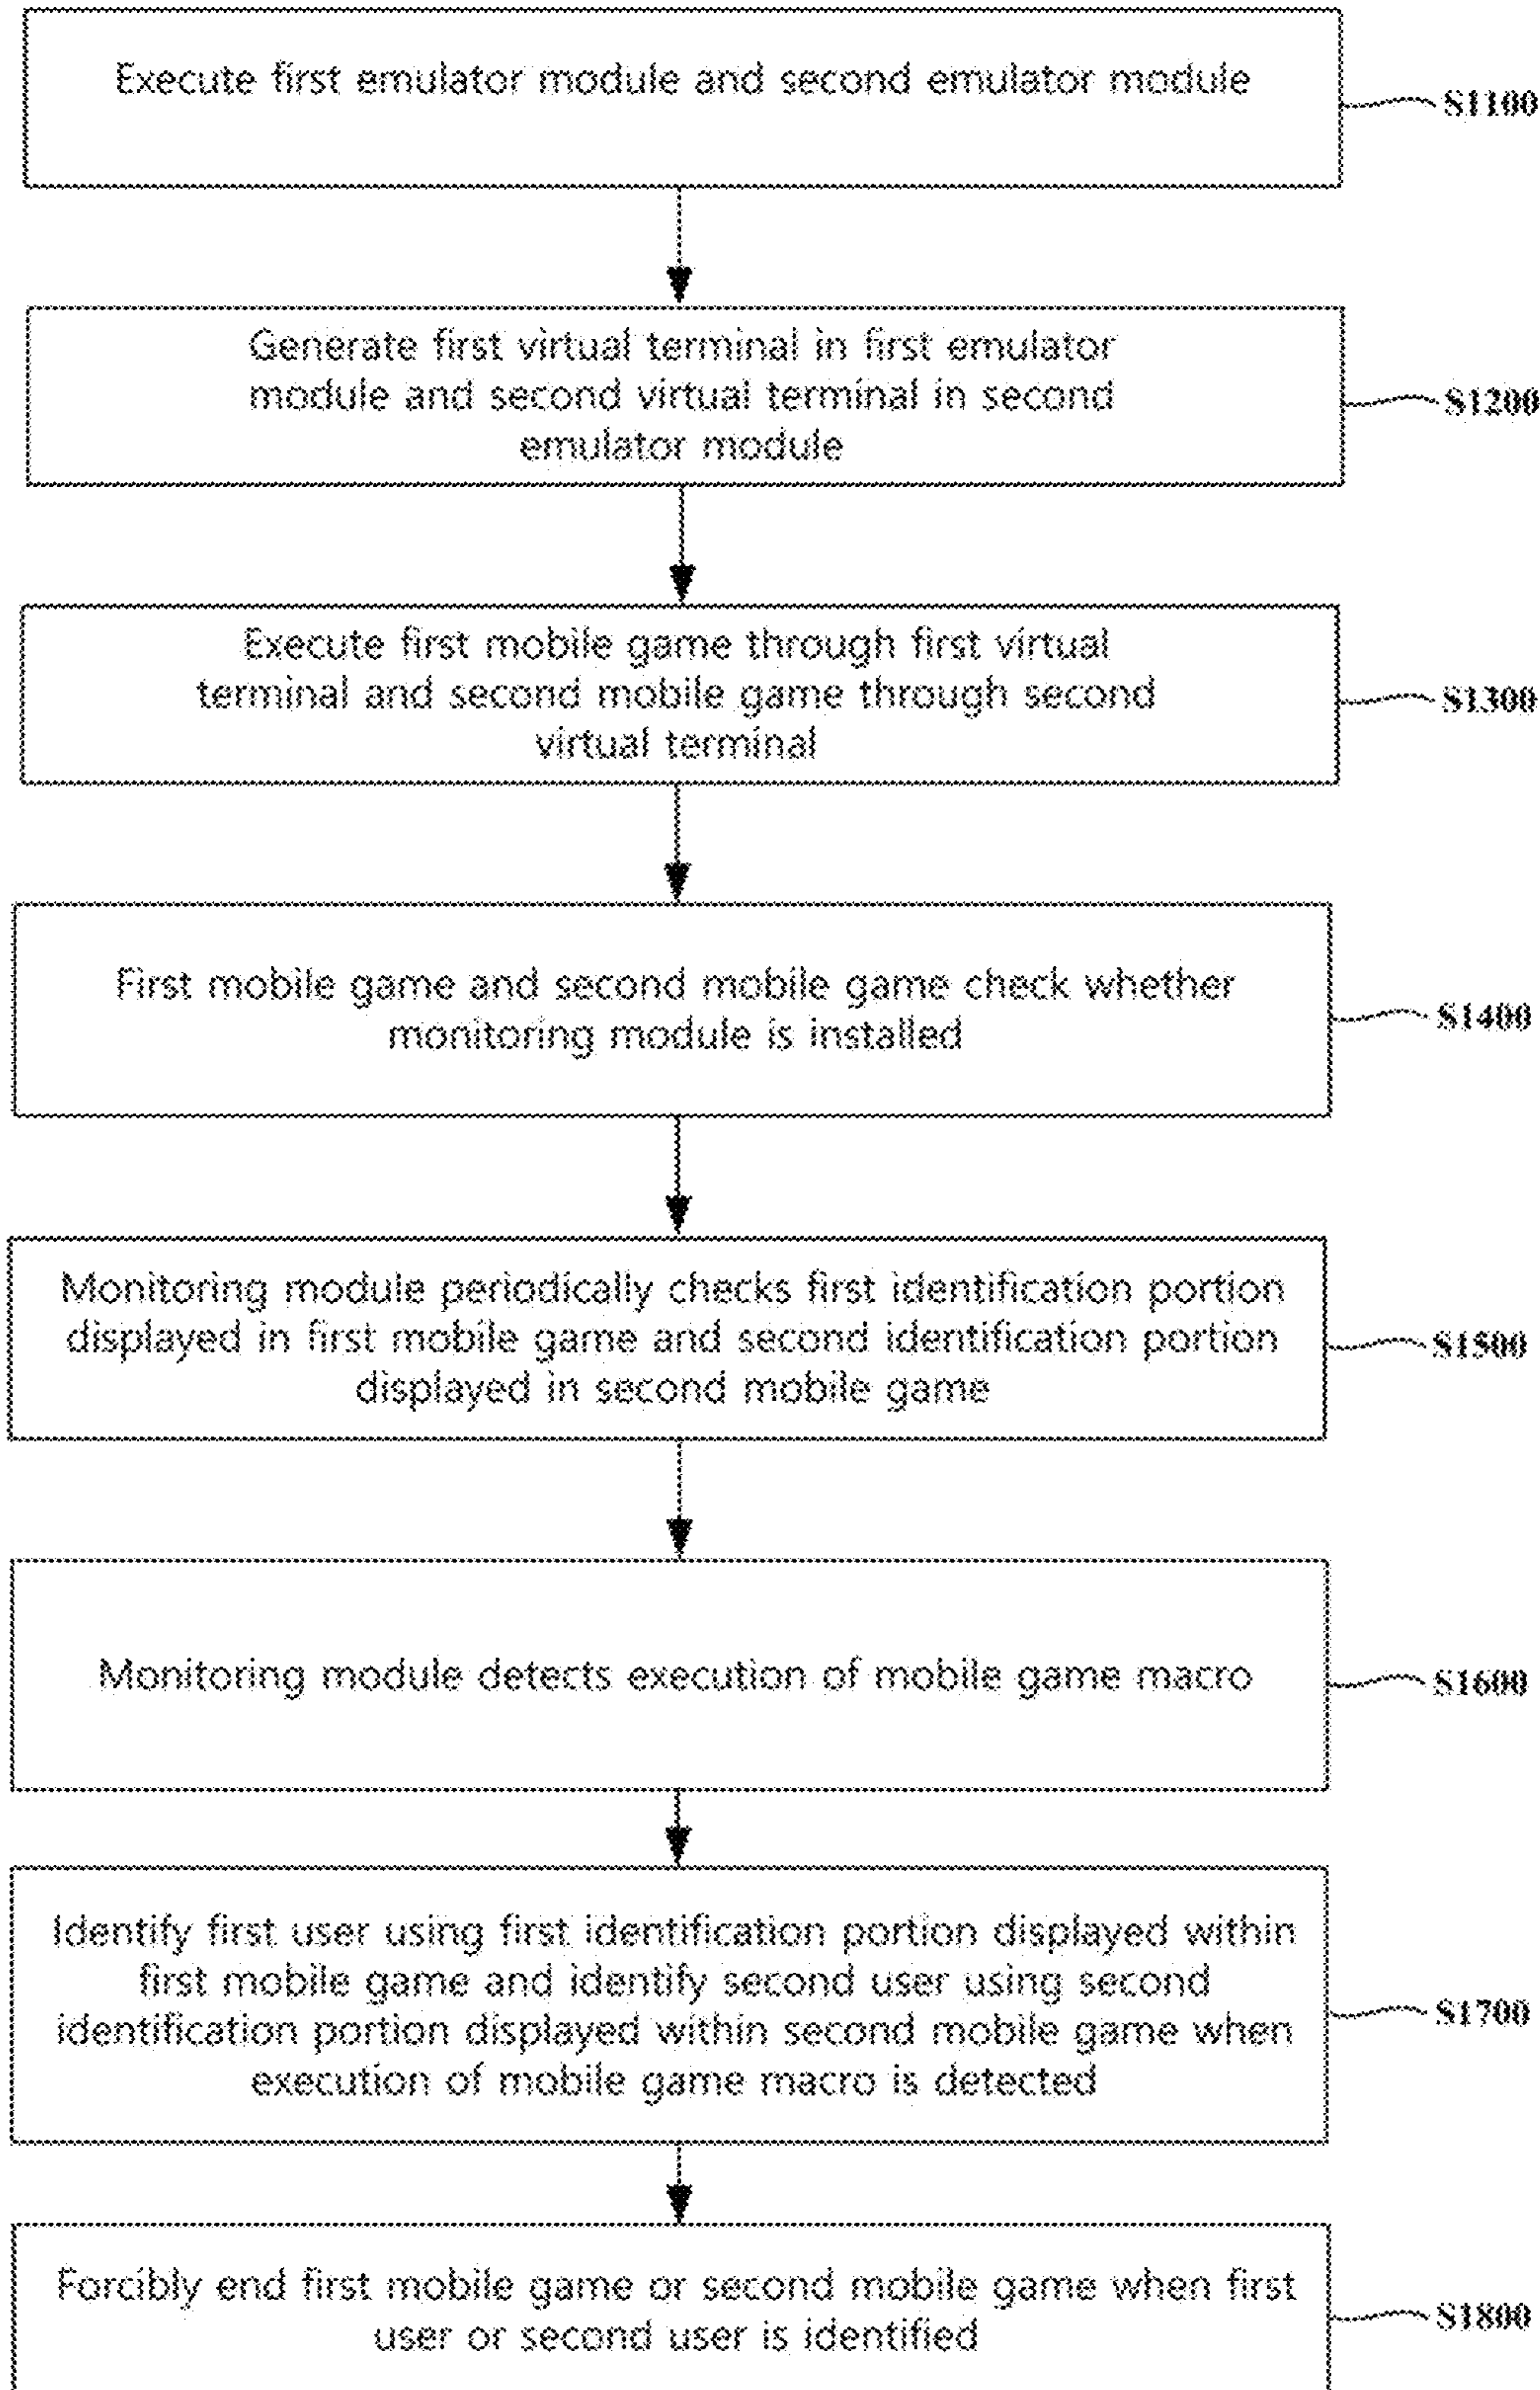 Execute first emulator module and second emulator module
S1100
Generate first virtual terminal in first emulator
module and second virtual terminal in second
emulator module
S1200
Execute first mobile game through first virtual
terminal and second mobile game through second
virtual terminal
S1300
First mobile game and second mobile game check whether
monitoring module is installed
S1400
Monitoring module periodically checks first identification portion
displayed in first mobile game and second identification portion
displayed in second mobile game
S1500
Monitoring module detects execution of mobile game macro
S1600
Identify first user using first identification portion displayed within
first mobile game and identify second user using second
identification portion displayed within second mobile game when
execution of mobile game macro is detected
S1700
Forcibly end first mobile game or second mobile game when first
user or second user is identified
S1800